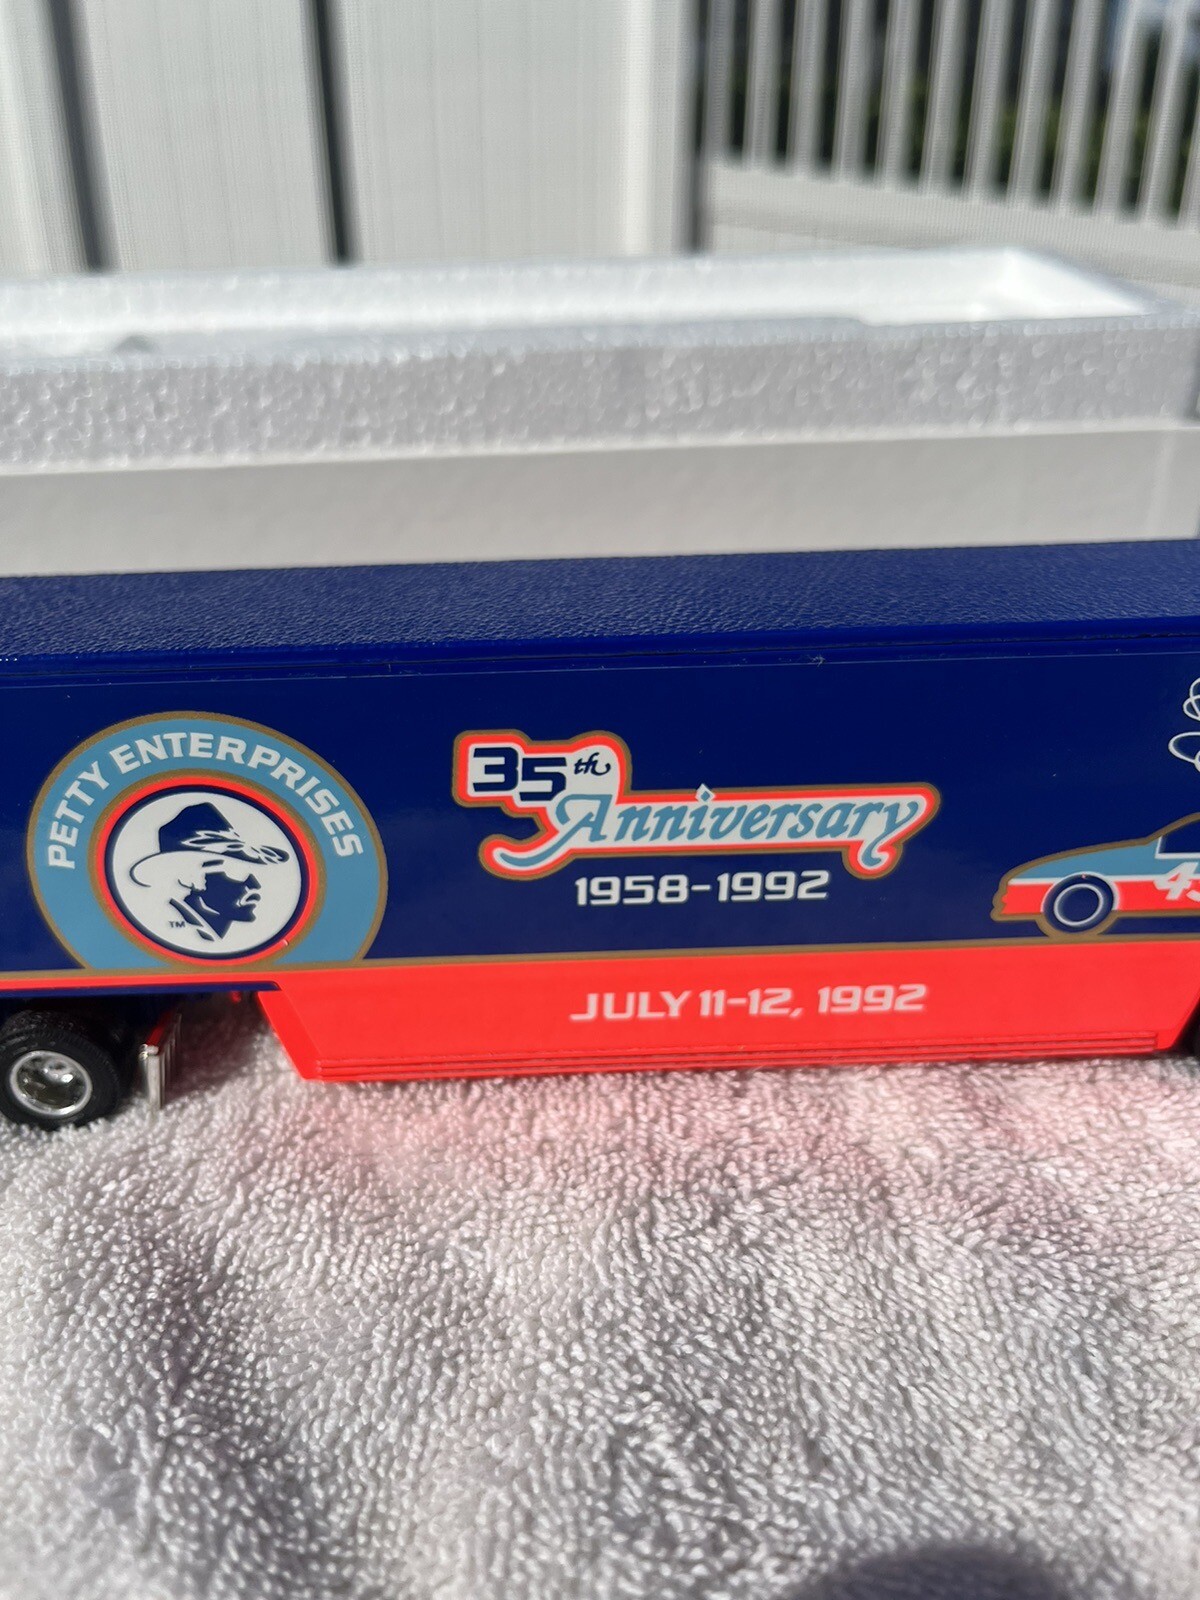 PETTY ENTERPRISES
TM
35th
Anniversary
1958-1992
JULY 11-12, 1992